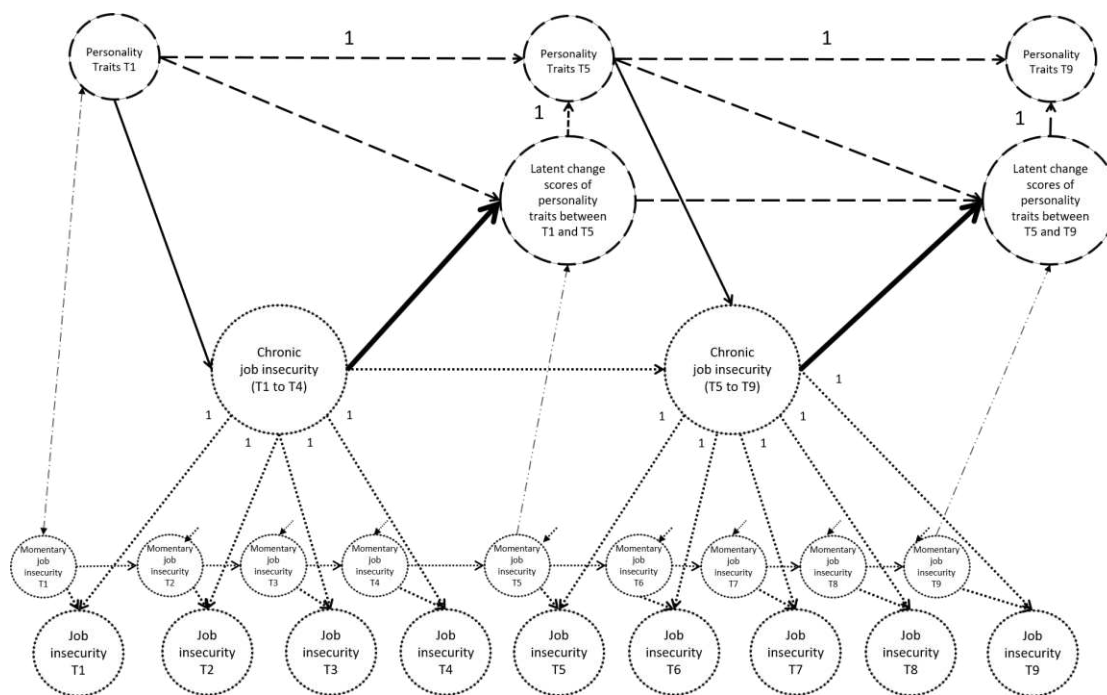 1
1
Personality
Traits T1
Personality
Traits T5
Personality
Traits T9
1
1
Latent change
scores of
personality
traits between
T1 and T5
Latent change
scores of
personality
traits between
T5 and T9
Chronic
job insecurity
(T1 to T4)
Chronic
job insecurity
(T5 to T9)
1
1
1
1
1
1
1
1
1
Momentary
job
insecurity
T1
Momentary
job
insecurity
T2
Momentary
job
insecurity
T3
Momentary
job
insecurity
T4
Momentary
job
insecurity
T5
Momentary
job
insecurity
T6
Momentary
job
insecurity
T7
Momentary
job
insecurity
T8
Momentary
job
insecurity
T9
Job
insecurity
T1
Job
insecurity
T2
Job
insecurity
T3
Job
insecurity
T4
Job
insecurity
T5
Job
insecurity
T6
Job
insecurity
T7
Job
insecurity
T8
Job
insecurity
T9